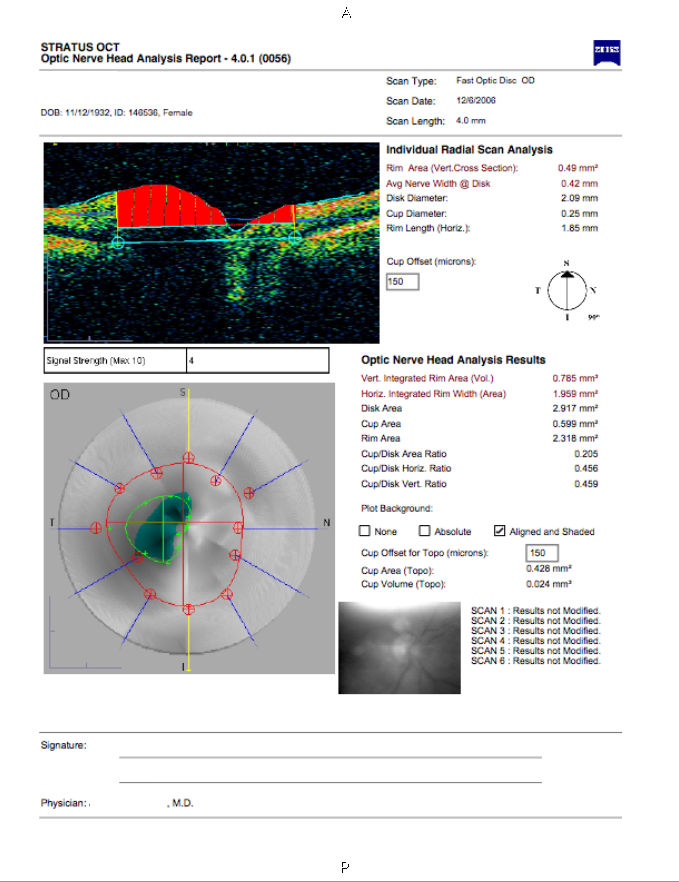 A
STRATUS OCT
Optic Nerve Head Analysis Report - 4.0.1 (0056)
ZEISS
Scan Type: Fast Optic Disc OD
Scan Date: 12/6/2006
DOB: 11/12/1932, ID: 146536, Female
Scan Length: 4.0 mm
Individual Radial Scan Analysis
Rim Area (Vert.Cross Section): 0.49 mm²
Avg Nerve Width @ Disk 0.42 mm
Disk Diameter: 2.09 mm
Cup Diameter: 0.25 mm
Rim Length (Horiz.): 1.85 mm
Cup Offset (microns):
150
S
T N
I 90°
Signal Strength (Max 10) 4
Optic Nerve Head Analysis Results
Vert. Integrated Rim Area (Vol.) 0.785 mm³
Horiz. Integrated Rim Width (Area) 1.959 mm²
Disk Area 2.917 mm²
Cup Area 0.599 mm²
Rim Area 2.318 mm²
Cup/Disk Area Ratio 0.205
Cup/Disk Horiz. Ratio 0.456
Cup/Disk Vert. Ratio 0.459
Plot Background:
None Absolute Aligned and Shaded
Cup Offset for Topo (microns): 150
Cup Area (Topo): 0.428 mm²
Cup Volume (Topo): 0.024 mm³
OD
S
T N
I
SCAN 1 : Results not Modified.
SCAN 2 : Results not Modified.
SCAN 3 : Results not Modified.
SCAN 4 : Results not Modified.
SCAN 5 : Results not Modified.
SCAN 6 : Results not Modified.
Signature:
Physician: , , M.D.
P